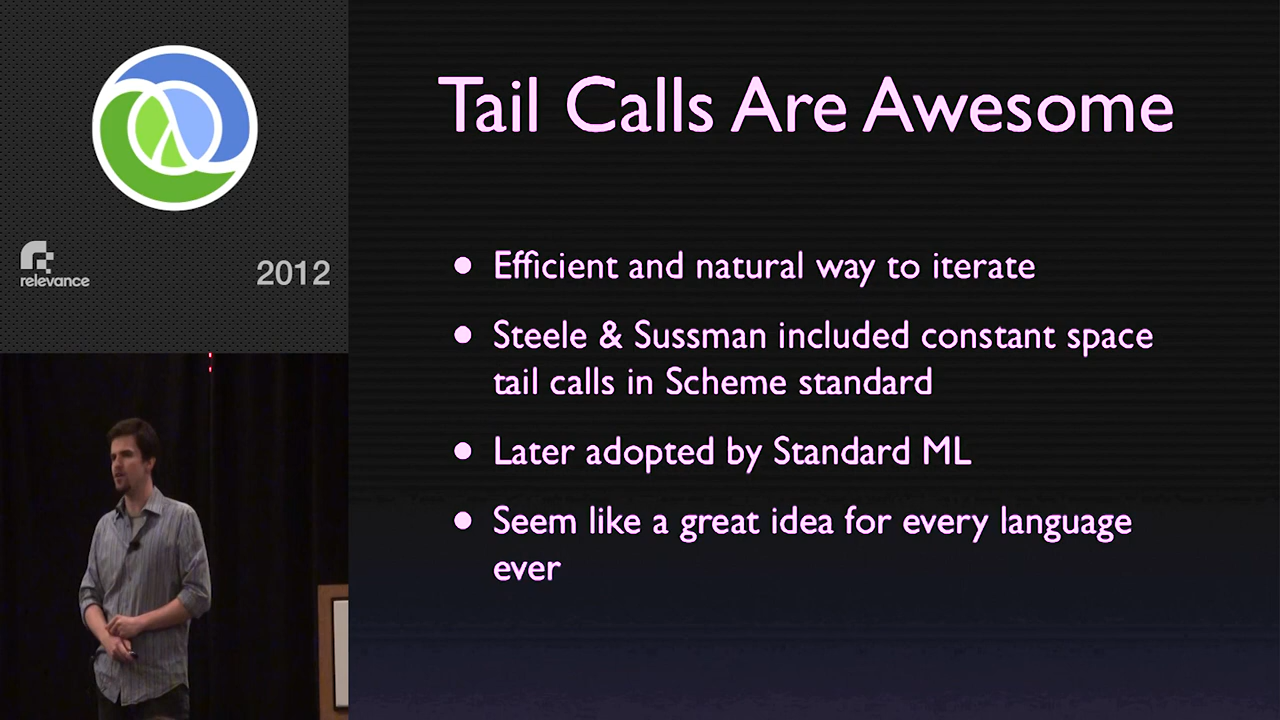 Tail Calls Are Awesome
relevance
2012
• Efficient and natural way to iterate
• Steele & Sussman included constant space
tail calls in Scheme standard
• Later adopted by Standard ML
• Seem like a great idea for every language
ever